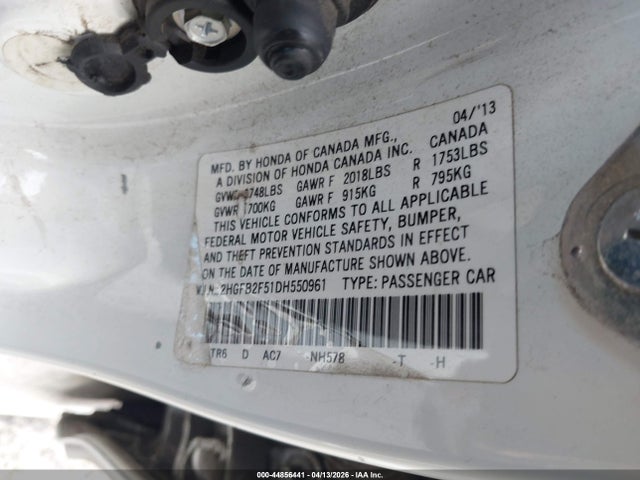 04/'13
MFD. BY HONDA OF CANADA MFG., CANADA
A DIVISION OF HONDA CANADA INC.
GVWR 3748LBS GAWR F 2018LBS R 1753LBS
GVWR 1700KG GAWR F 915KG R 795KG
THIS VEHICLE CONFORMS TO ALL APPLICABLE
FEDERAL MOTOR VEHICLE SAFETY, BUMPER,
AND THEFT PREVENTION STANDARDS IN EFFECT
ON THE DATE OF MANUFACTURE SHOWN ABOVE.
V.I.N.:2HGFB2F51DH550961 TYPE: PASSENGER CAR
TR6 D AC7 NH578 -T -H
000-44856441 - 04/13/2026 - IAA Inc.